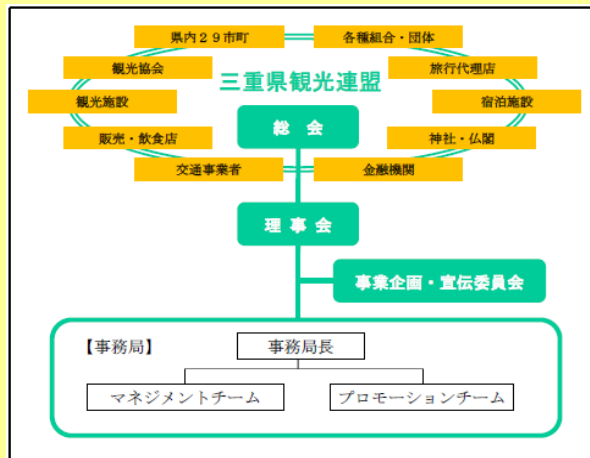 県内２９市町
各種組合・団体
観光協会
旅行代理店
三重県観光連盟
観光施設
宿泊施設
総　会
販売・飲食店
神社・仏閣
交通事業者
金融機関
理 事 会
事業企画・宣伝委員会
【事務局】
事務局長
マネジメントチーム
プロモーションチーム